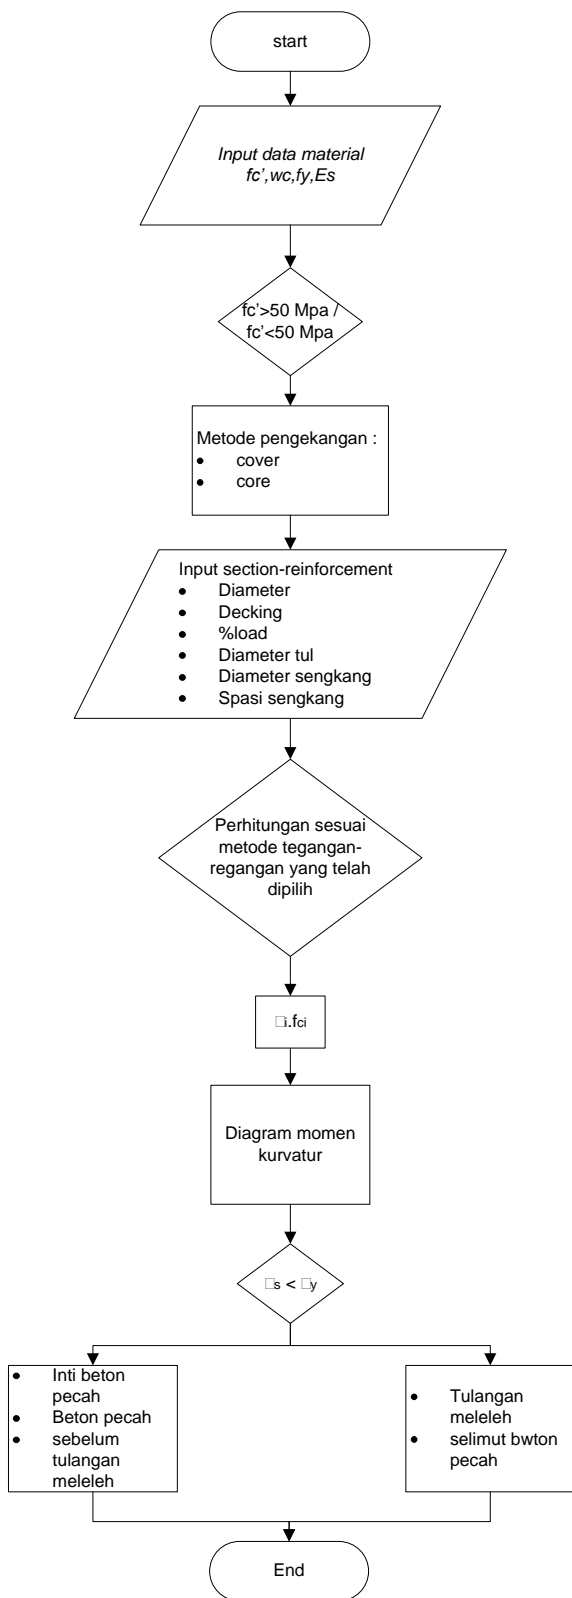 start
Input data material
fc',wc,fy,Es
fc'>50 Mpa /
fc'<50 Mpa
Metode pengekangan :
• cover
• core
Input section-reinforcement
• Diameter
• Decking
• %load
• Diameter tul
• Diameter sengkang
• Spasi sengkang
Perhitungan sesuai
metode tegangan-
regangan yang telah
dipilih
□i.fci
Diagram momen
kurvatur
□s < □y
• Inti beton
pecah
• Beton pecah
• sebelum
tulangan
meleleh
• Tulangan
meleleh
• selimut bwton
pecah
End